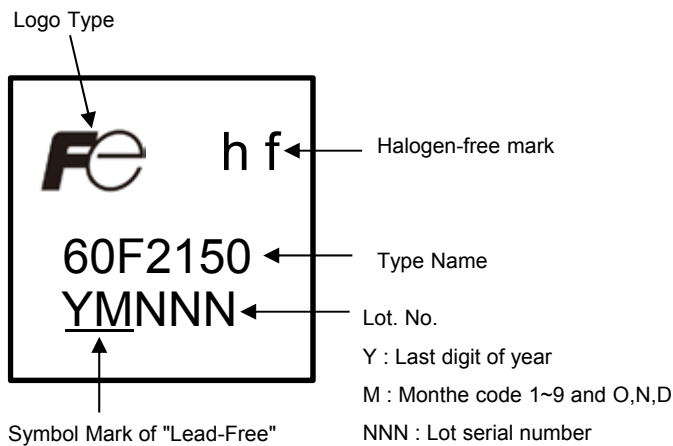 Logo Type
Fe
h f
Halogen-free mark
60F2150
Type Name
YMNNN
Lot. No.
Y : Last digit of year
M : Monthe code 1~9 and O,N,D
Symbol Mark of "Lead-Free"
NNN : Lot serial number